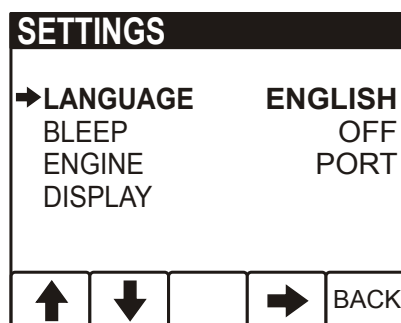 SETTINGS
LANGUAGE ENGLISH
BLEEP OFF
ENGINE PORT
DISPLAY
BACK